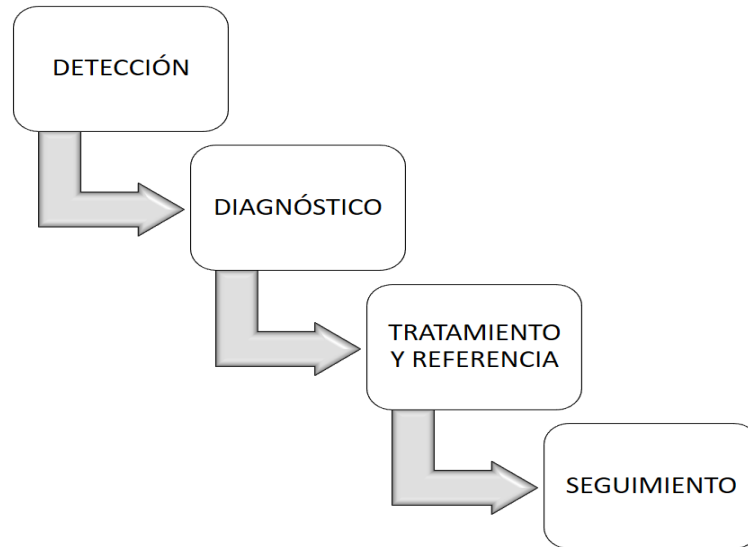 DETECCIÓN
DIAGNÓSTICO
TRATAMIENTO
Y REFERENCIA
SEGUIMIENTO